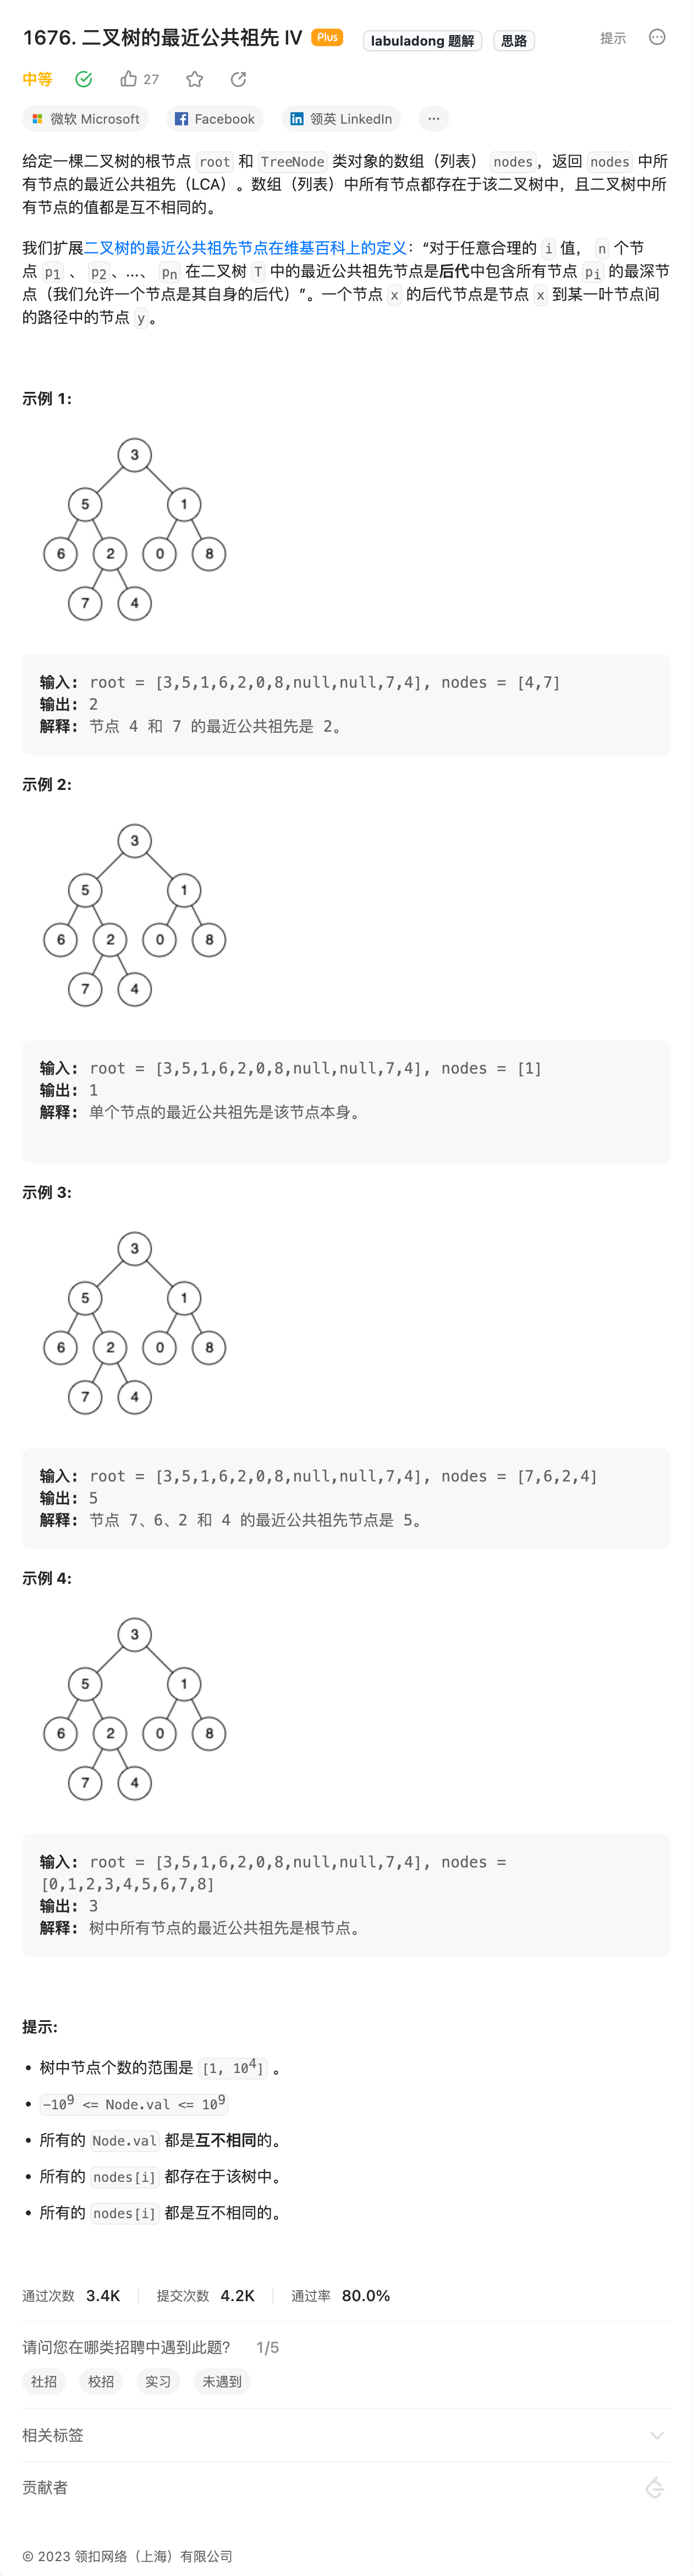 1676. 二叉树的最近公共祖先 IV Plus labuladong 题解 思路 提示
中等 27
微软 Microsoft Facebook 领英 LinkedIn ···
给定一棵二叉树的根节点 root 和 TreeNode 类对象的数组（列表） nodes，返回 nodes 中所
有节点的最近公共祖先（LCA）。数组（列表）中所有节点都存在于该二叉树中，且二叉树中所
有节点的值都是互不相同的。
我们扩展二叉树的最近公共祖先节点在维基百科上的定义：“对于任意合理的 i 值， n 个节
点 p1 、 p2 、...、 pn 在二叉树 T 中的最近公共祖先节点是后代中包含所有节点 pi 的最深节
点（我们允许一个节点是其自身的后代）”。一个节点 x 的后代节点是节点 x 到某一叶节点间
的路径中的节点 y。
示例 1:
3
5 1
6 2 0 8
7 4
输入: root = [3,5,1,6,2,0,8,null,null,7,4], nodes = [4,7]
输出: 2
解释: 节点 4 和 7 的最近公共祖先是 2。
示例 2:
3
5 1
6 2 0 8
7 4
输入: root = [3,5,1,6,2,0,8,null,null,7,4], nodes = [1]
输出: 1
解释: 单个节点的最近公共祖先是该节点本身。
示例 3:
3
5 1
6 2 0 8
7 4
输入: root = [3,5,1,6,2,0,8,null,null,7,4], nodes = [7,6,2,4]
输出: 5
解释: 节点 7、6、2 和 4 的最近公共祖先节点是 5。
示例 4:
3
5 1
6 2 0 8
7 4
输入: root = [3,5,1,6,2,0,8,null,null,7,4], nodes =
[0,1,2,3,4,5,6,7,8]
输出: 3
解释: 树中所有节点的最近公共祖先是根节点。
提示:
• 树中节点个数的范围是 [1, 10^4] 。
• -10^9 <= Node.val <= 10^9
• 所有的 Node.val 都是互不相同的。
• 所有的 nodes[i] 都存在于该树中。
• 所有的 nodes[i] 都是互不相同的。
通过次数 3.4K 提交次数 4.2K 通过率 80.0%
请问您在哪类招聘中遇到此题? 1/5
社招 校招 实习 未遇到
相关标签
贡献者
© 2023 领扣网络（上海）有限公司